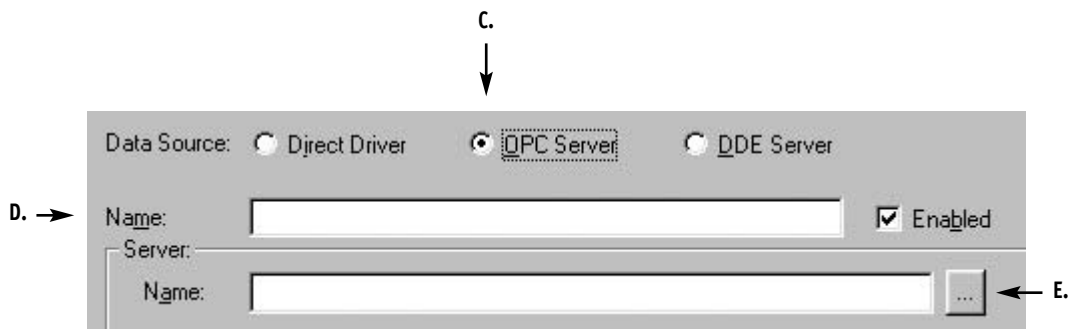 C.
Data Source: Direct Driver OPC Server DDE Server
D. Name: Enabled
Server:
Name: ... E.